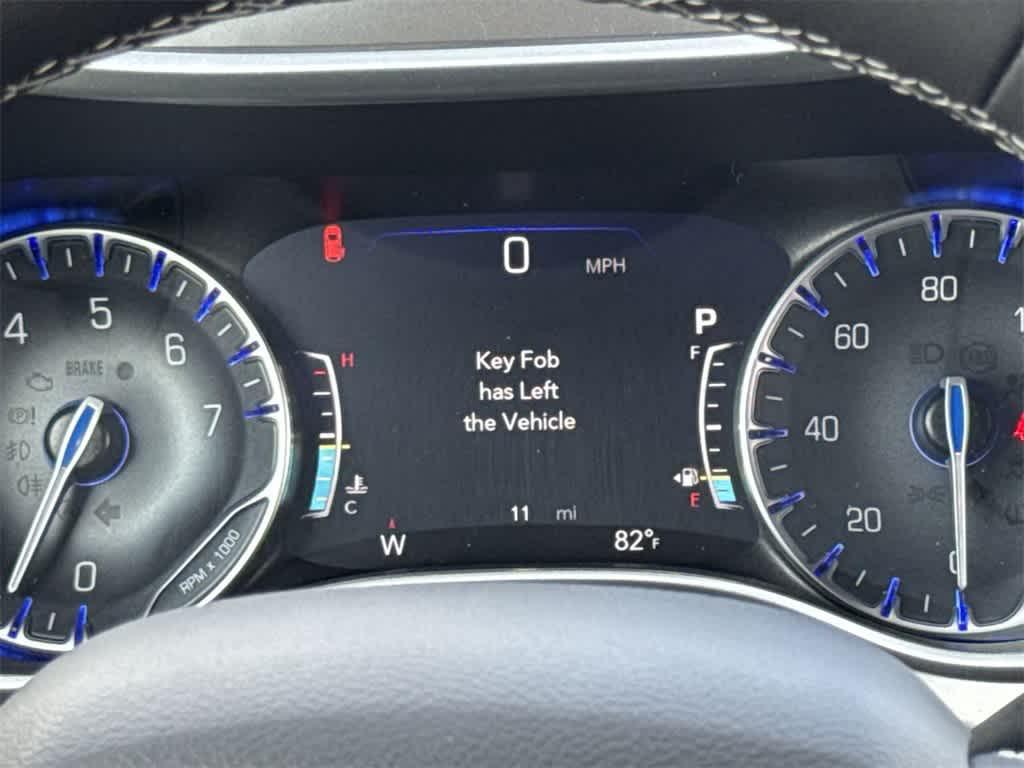 0 MPH
P
4 5 6 7 0
BRAKE
RPM x 1000
H
C
Key Fob
has Left
the Vehicle
F
E
11 mi
W
82°F
80
60
40
20
0